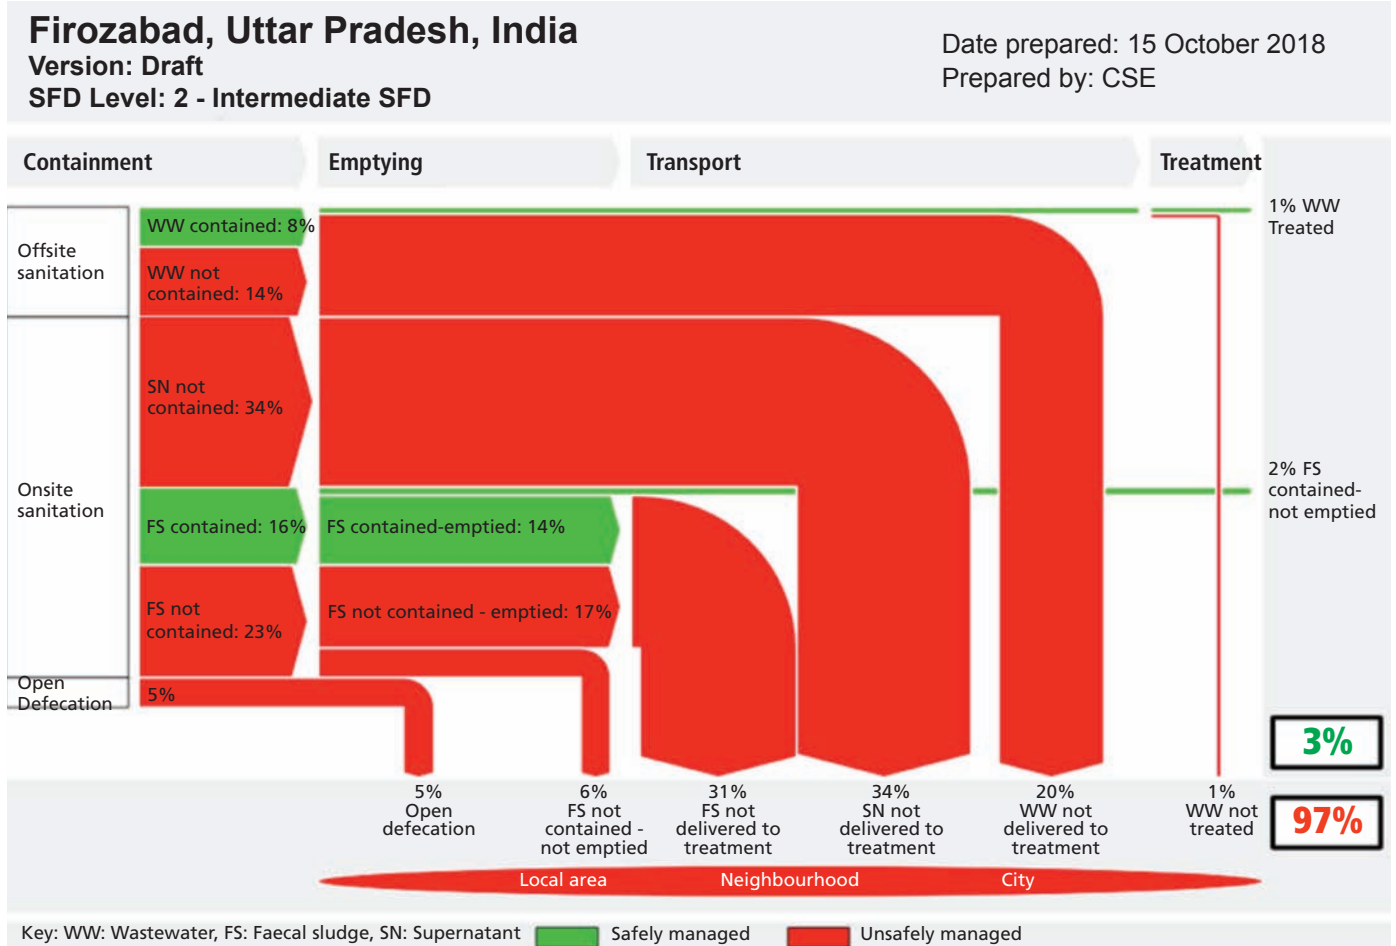 Firozabad, Uttar Pradesh, India
Version: Draft
SFD Level: 2 - Intermediate SFD
Date prepared: 15 October 2018
Prepared by: CSE
Containment
Emptying
Transport
Treatment
Offsite
sanitation
WW contained: 8%
WW not
contained: 14%
1% WW
Treated
Onsite
sanitation
SN not
contained: 34%
FS contained: 16%
FS contained-emptied: 14%
2% FS
contained-
not emptied
FS not
contained: 23%
FS not contained - emptied: 17%
Open
Defecation
5%
3%
97%
5%
Open
defecation
6%
FS not
contained -
not emptied
31%
FS not
delivered to
treatment
34%
SN not
delivered to
treatment
20%
WW not
delivered to
treatment
1%
WW not
treated
Local area
Neighbourhood
City
Key: WW: Wastewater, FS: Faecal sludge, SN: Supernatant
Safely managed
Unsafely managed